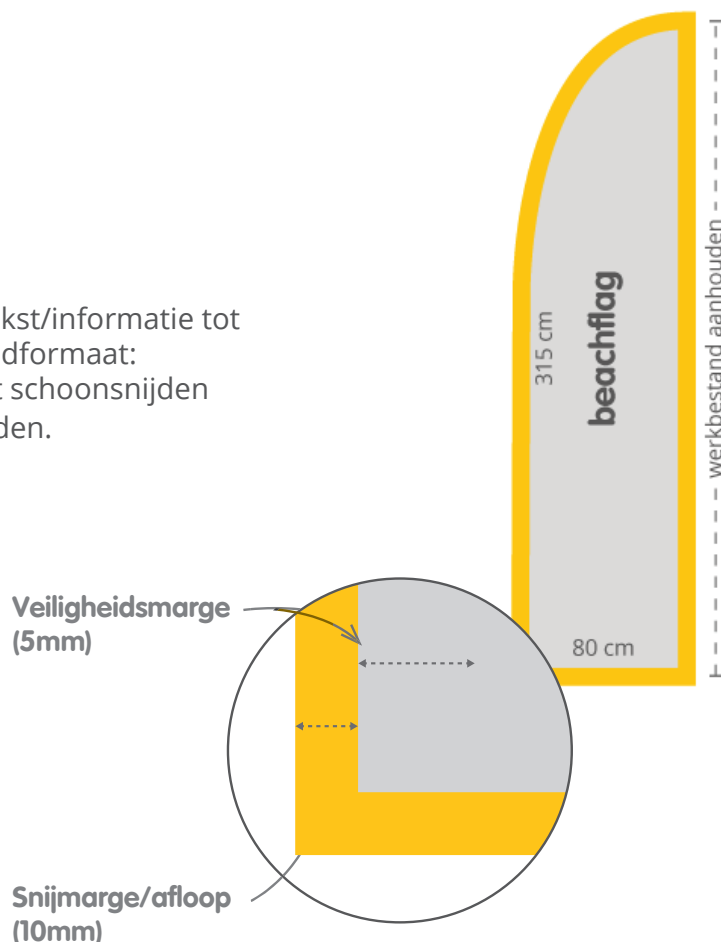 kst/informatie tot
dformaat:
schoonsnijden
den.
315 cm
beachflag
werkbestand aanhouden
80 cm
Veiligheidsmarge
(5mm)
Snijmarge/afloop
(10mm)